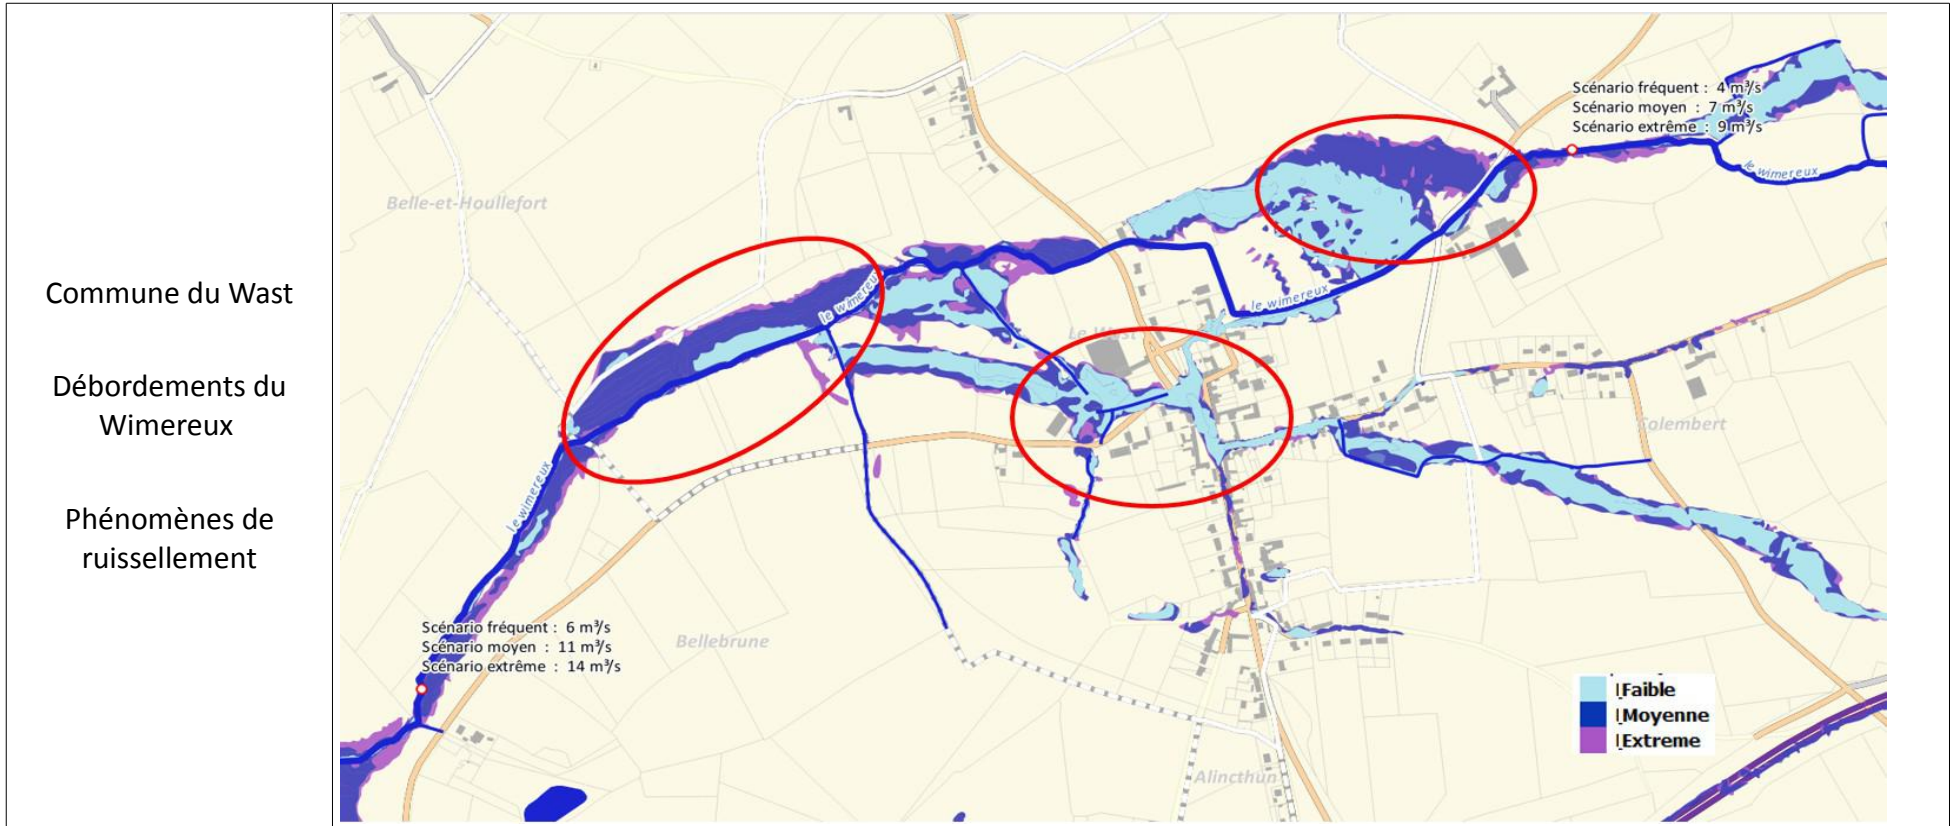 Commune du Wast
Débordements du
Wimereux
Phénomènes de
ruissellement
Scénario fréquent : 4 m³/s
Scénario moyen : 7 m³/s
Scénario extrême : 9 m³/s
le wimereux
Belle-et-Houllefort
le wimereux
le wimereux
Le Wast
Colembert
le wimereux
Scénario fréquent : 6 m³/s
Scénario moyen : 11 m³/s
Scénario extrême : 14 m³/s
Bellebrune
Alincthun
Faible
Moyenne
Extreme